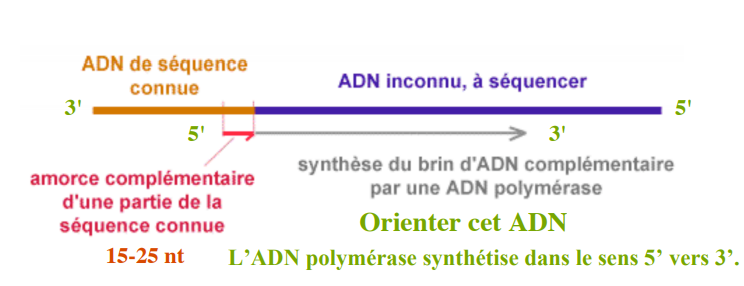 ADN de séquence
connue
ADN inconnu, à séquencer
3'
5'
5'
3'
amorce complémentaire
d'une partie de la
séquence connue
synthèse du brin d'ADN complémentaire
par une ADN polymérase
Orienter cet ADN
15-25 nt
L’ADN polymérase synthétise dans le sens 5’ vers 3’.